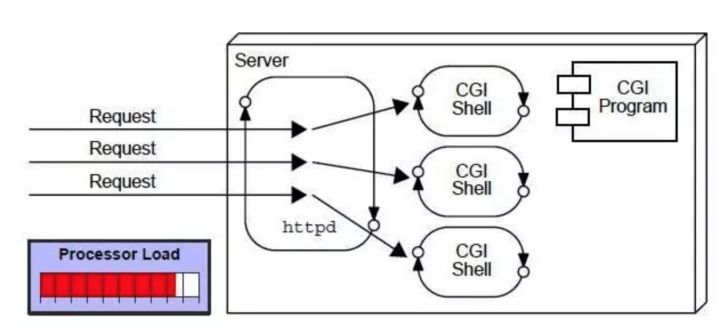 Server
CGI
Shell
CGI
Program
Request
Request
Request
CGI
Shell
httpd
CGI
Shell
Processor Load